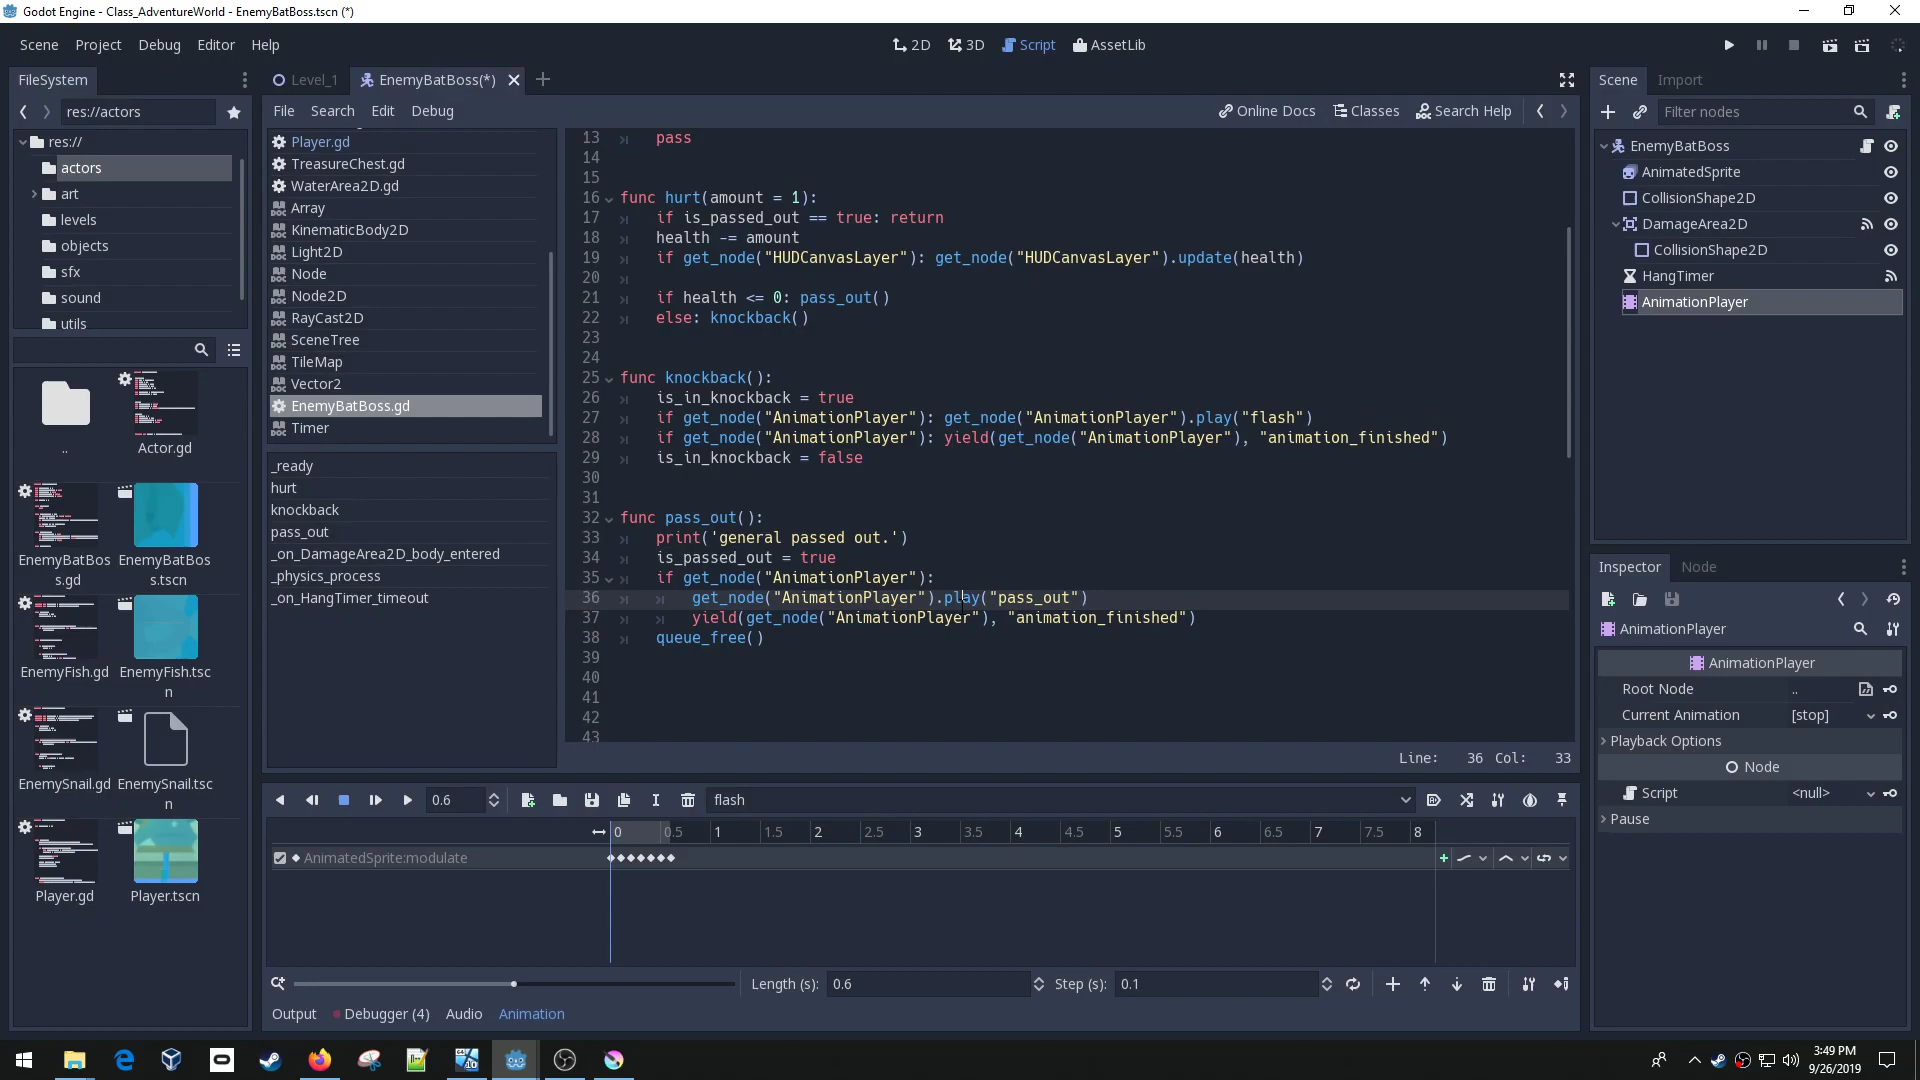 Godot Engine - Class_AdventureWorld - EnemyBatBoss.tscn (*)
Scene Project Debug Editor Help
2D 3D Script AssetLib
FileSystem
res://actors
res://
actors
art
levels
objects
sfx
sound
utils
..
Actor.gd
EnemyBatBos
s.gd
EnemyBatBos
s.tscn
EnemyFish.gd
EnemyFish.tsc
n
EnemySnail.gd
EnemySnail.tsc
n
Player.gd
Player.tscn
Level_1
EnemyBatBoss(*)
File Search Edit Debug
Online Docs Classes Search Help
Player.gd
TreasureChest.gd
WaterArea2D.gd
Array
KinematicBody2D
Light2D
Node
Node2D
RayCast2D
SceneTree
TileMap
Vector2
EnemyBatBoss.gd
Timer
_ready
hurt
knockback
pass_out
_on_DamageArea2D_body_entered
_physics_process
_on_HangTimer_timeout
13 pass
14
15
16 func hurt(amount = 1):
17 if is_passed_out == true: return
18 health -= amount
19 if get_node("HUDCanvasLayer"): get_node("HUDCanvasLayer").update(health)
20
21 if health <= 0: pass_out()
22 else: knockback()
23
24
25 func knockback():
26 is_in_knockback = true
27 if get_node("AnimationPlayer"): get_node("AnimationPlayer").play("flash")
28 if get_node("AnimationPlayer"): yield(get_node("AnimationPlayer"), "animation_finished")
29 is_in_knockback = false
30
31
32 func pass_out():
33 print('general passed out.')
34 is_passed_out = true
35 if get_node("AnimationPlayer"):
36 get_node("AnimationPlayer").play("pass_out")
37 yield(get_node("AnimationPlayer"), "animation_finished")
38 queue_free()
39
40
41
42
43
Line: 36 Col: 33
0.6
flash
0 0.5 1 1.5 2 2.5 3 3.5 4 4.5 5 5.5 6 6.5 7 7.5 8
AnimatedSprite:modulate
Length (s): 0.6 Step (s): 0.1
Output Debugger (4) Audio Animation
Scene Import
Filter nodes
EnemyBatBoss
AnimatedSprite
CollisionShape2D
DamageArea2D
CollisionShape2D
HangTimer
AnimationPlayer
Inspector Node
AnimationPlayer
AnimationPlayer
Root Node ..
Current Animation [stop]
Playback Options
Node
Script <null>
Pause
3:49 PM
9/26/2019